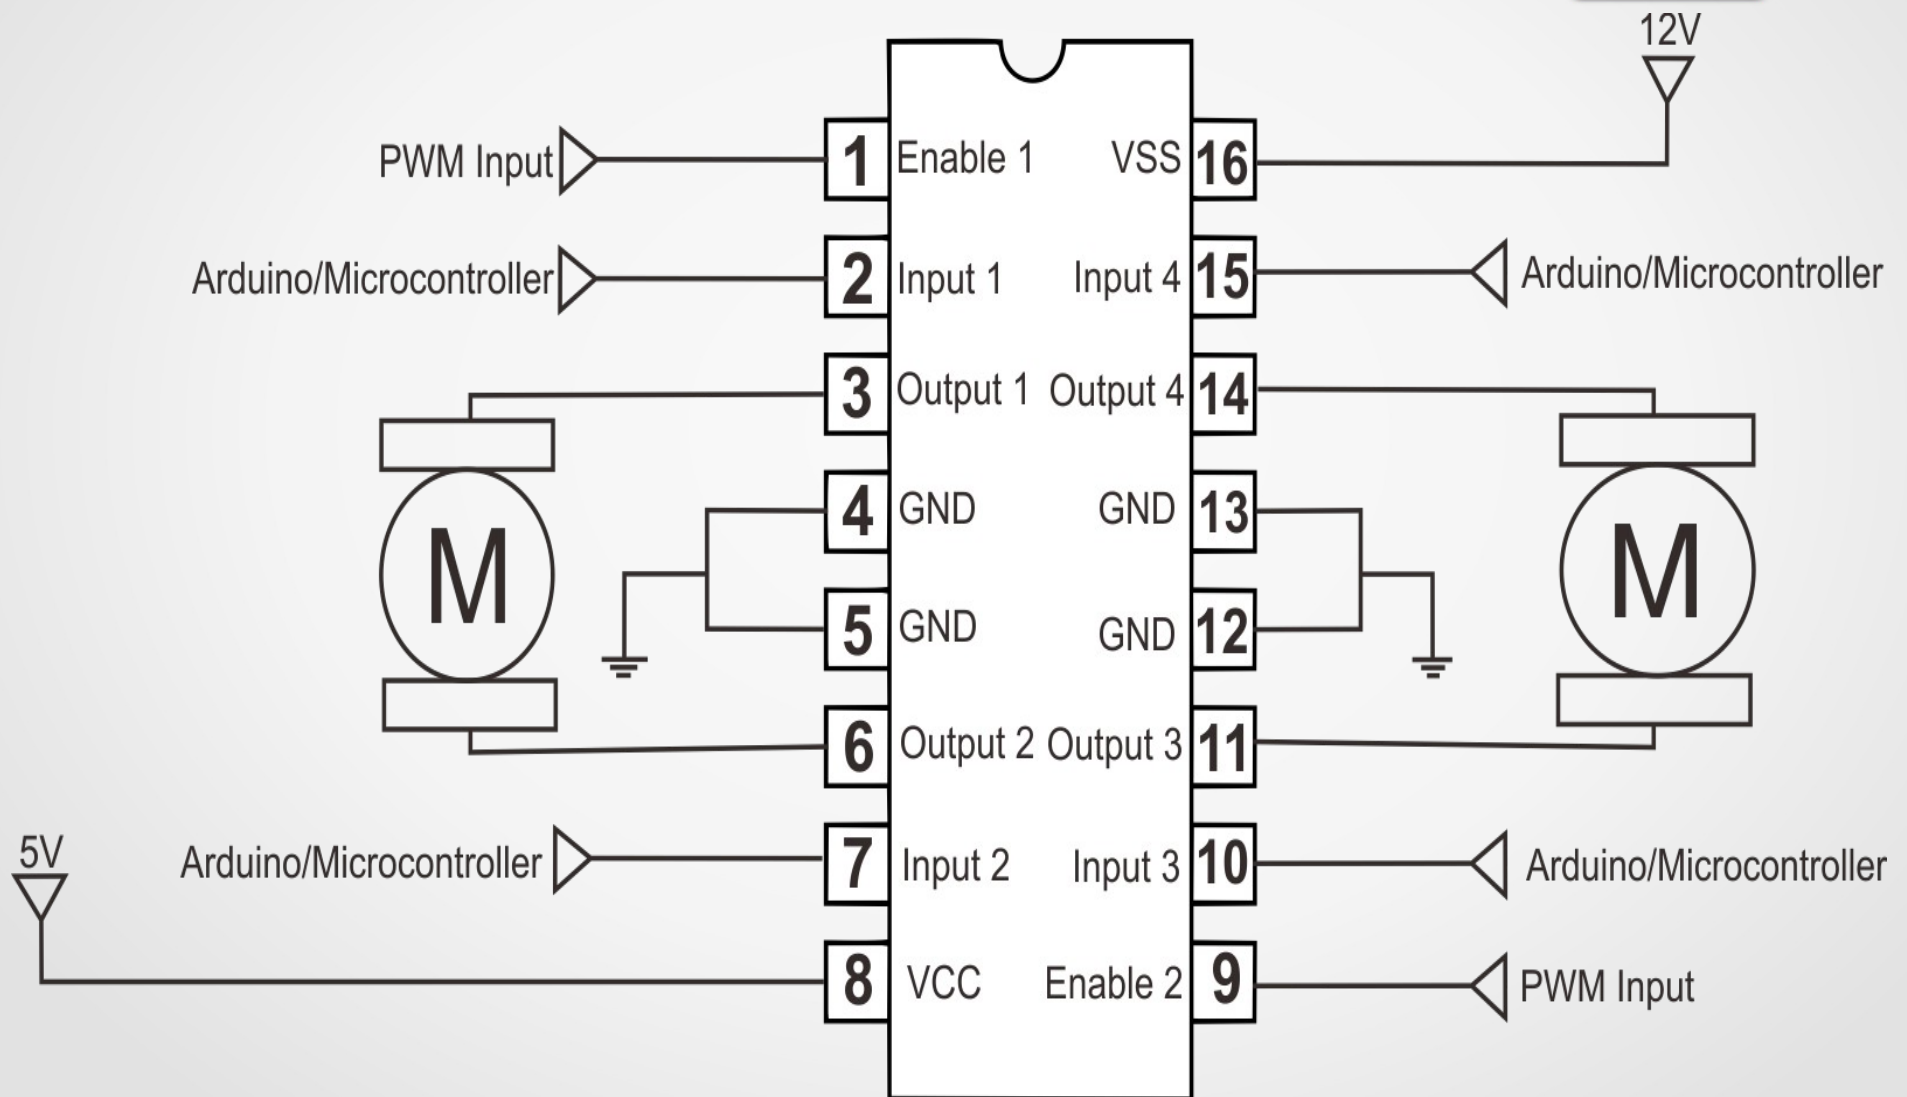 12V
PWM Input
1
Enable 1
VSS
16
Arduino/Microcontroller
2
Input 1
Input 4
15
Arduino/Microcontroller
3
Output 1
Output 4
14
M
4
GND
GND
13
M
5
GND
GND
12
6
Output 2
Output 3
11
5V
Arduino/Microcontroller
7
Input 2
Input 3
10
Arduino/Microcontroller
8
VCC
Enable 2
9
PWM Input